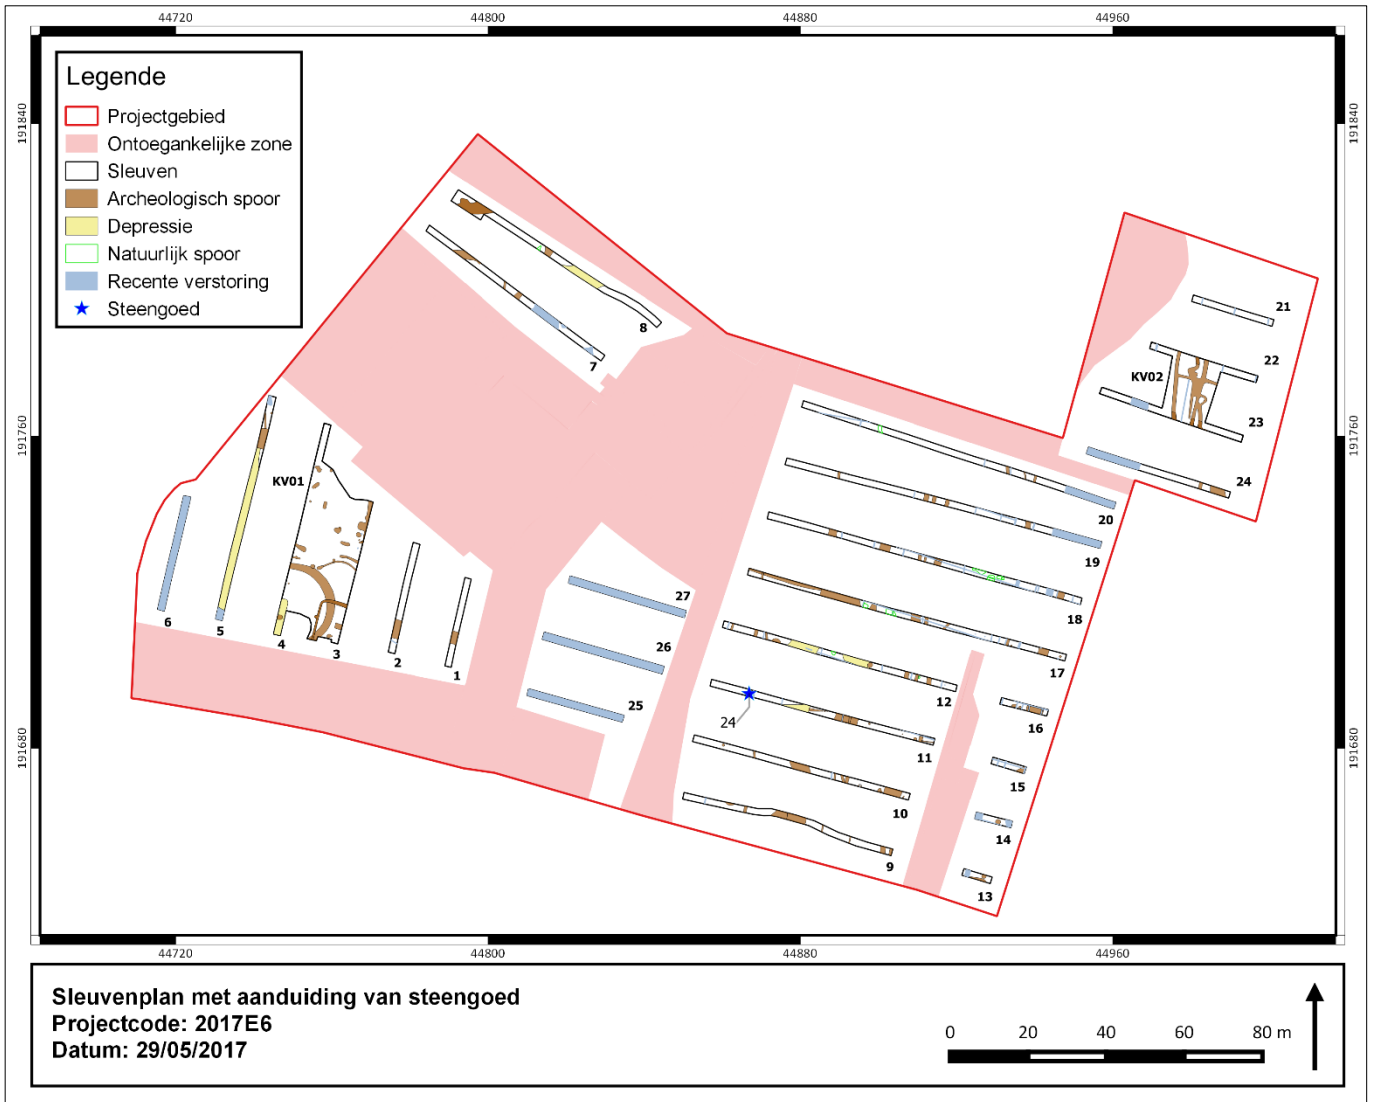 44720
44800
44880
44960
191840
191840
191760
191760
191680
191680
Legende
Projectgebied
Ontoegankelijke zone
Sleuven
Archeologisch spoor
Depressie
Natuurlijk spoor
Recente verstoring
Steengoed
8
7
21
22
KV02
23
24
20
19
18
17
KV01
6
5
4
3
2
1
27
26
25
12
24
11
10
9
16
15
14
13
44720
44800
44880
44960
Sleuvenplan met aanduiding van steengoed
Projectcode: 2017E6
Datum: 29/05/2017
0 20 40 60 80 m